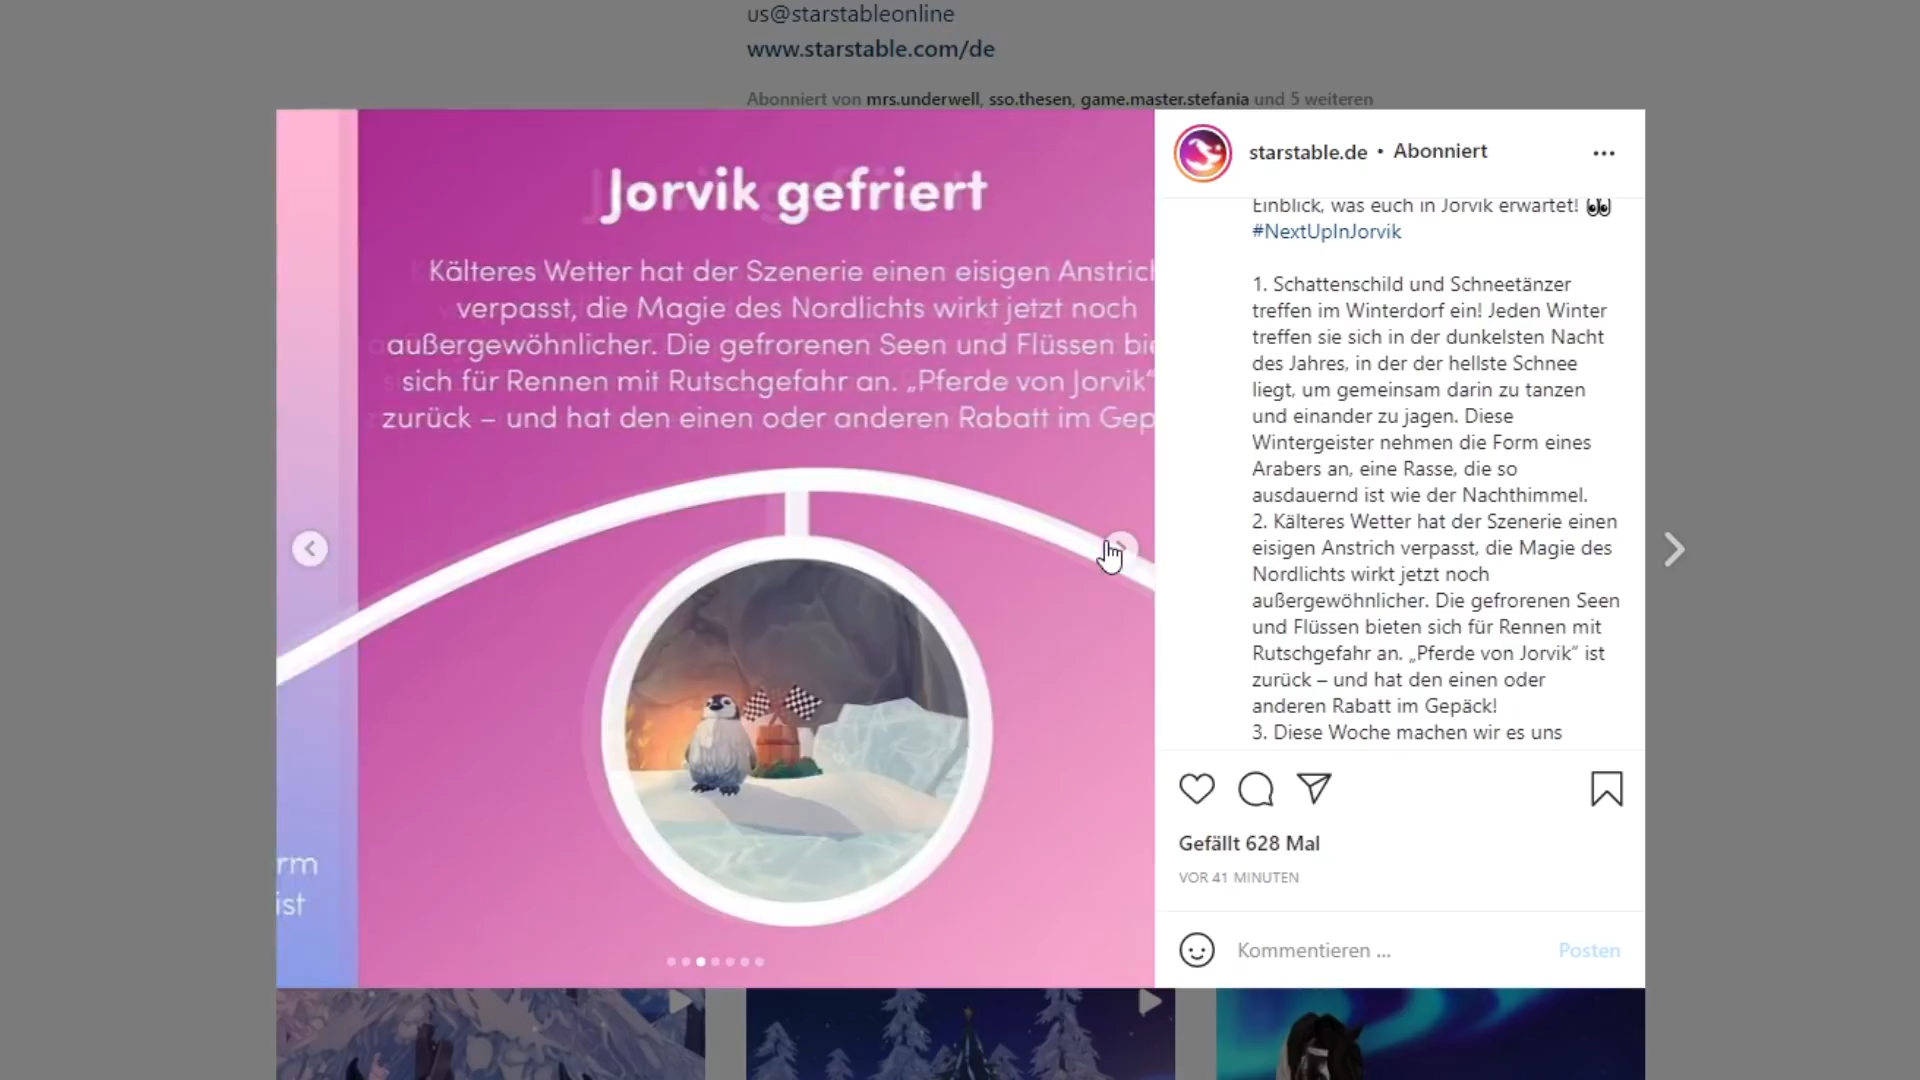 us@starstableonline
www.starstable.com/de
Abonniert von mrs.underwell, sso.thesen, game.master.stefania und 5 weiteren
Jorvik gefriert
Kälteres Wetter hat der Szenerie einen eisigen Anstrich
verpasst, die Magie des Nordlichts wirkt jetzt noch
außergewöhnlicher. Die gefrorenen Seen und Flüssen bie
sich für Rennen mit Rutschgefahr an. „Pferde von Jorvik“
zurück – und hat den einen oder anderen Rabatt im Gep
rm
ist
starstable.de • Abonniert
Einblick, was euch in Jorvik erwartet! 👀
#NextUpInJorvik
1. Schattenschild und Schneetänzer
treffen im Winterdorf ein! Jeden Winter
treffen sie sich in der dunkelsten Nacht
des Jahres, in der der hellste Schnee
liegt, um gemeinsam darin zu tanzen
und einander zu jagen. Diese
Wintergeister nehmen die Form eines
Arabers an, eine Rasse, die so
ausdauernd ist wie der Nachthimmel.
2. Kälteres Wetter hat der Szenerie einen
eisigen Anstrich verpasst, die Magie des
Nordlichts wirkt jetzt noch
außergewöhnlicher. Die gefrorenen Seen
und Flüssen bieten sich für Rennen mit
Rutschgefahr an. „Pferde von Jorvik“ ist
zurück – und hat den einen oder
anderen Rabatt im Gepäck!
3. Diese Woche machen wir es uns
Gefällt 628 Mal
VOR 41 MINUTEN
Kommentieren ...
Posten